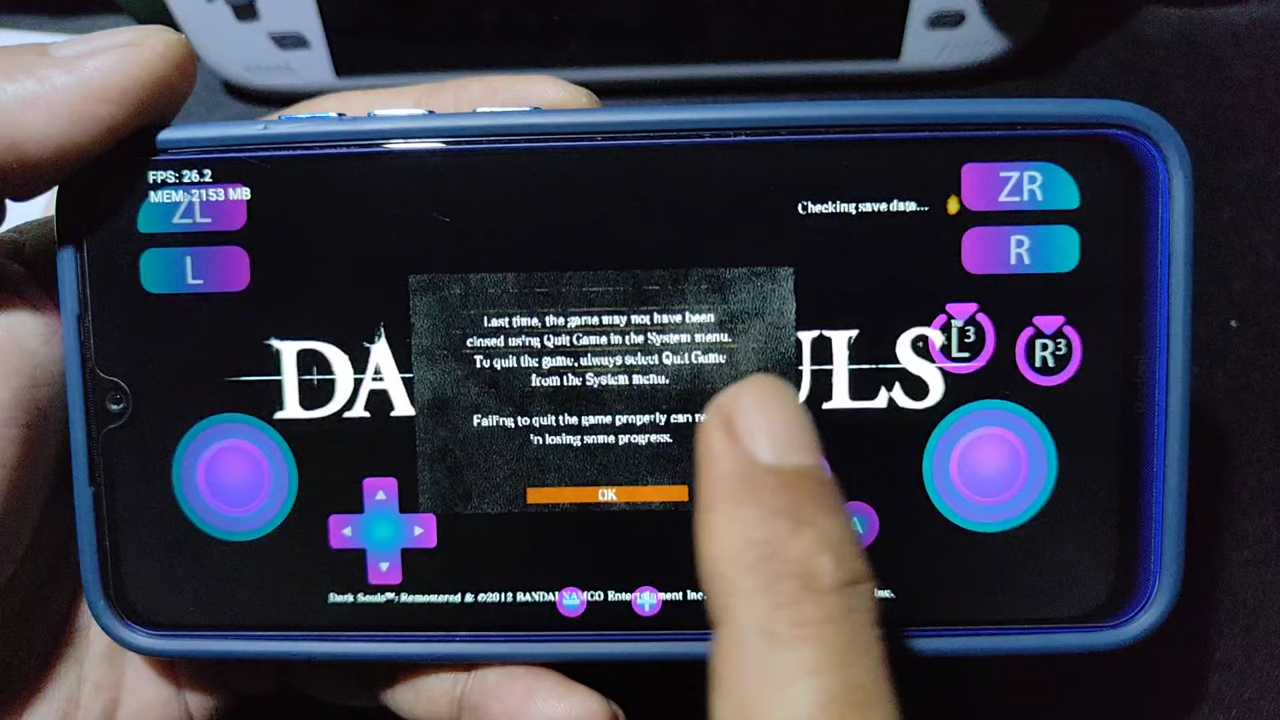 FPS: 26.2
MEM: 2153 MB
ZL
L
Checking save data...
ZR
R
L3
R3
Last time, the game may not have been
closed using Quit Game in the System menu.
To quit the game, always select Quit Game
from the System menu.
Failing to quit the game properly can re
in losing some progress.
OK
DA
ULS
A
Dark Souls™: Remastered & ©2012 BANDAI NAMCO Entertainment Inc.
Inc.